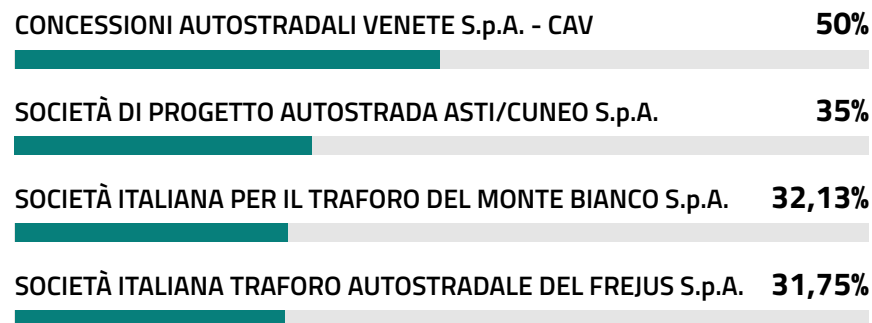 CONCESSIONI AUTOSTRADALI VENETE S.p.A. - CAV 50%
SOCIETÀ DI PROGETTO AUTOSTRADA ASTI/CUNEO S.p.A. 35%
SOCIETÀ ITALIANA PER IL TRAFORO DEL MONTE BIANCO S.p.A. 32,13%
SOCIETÀ ITALIANA TRAFORO AUTOSTRADALE DEL FREJUS S.p.A. 31,75%